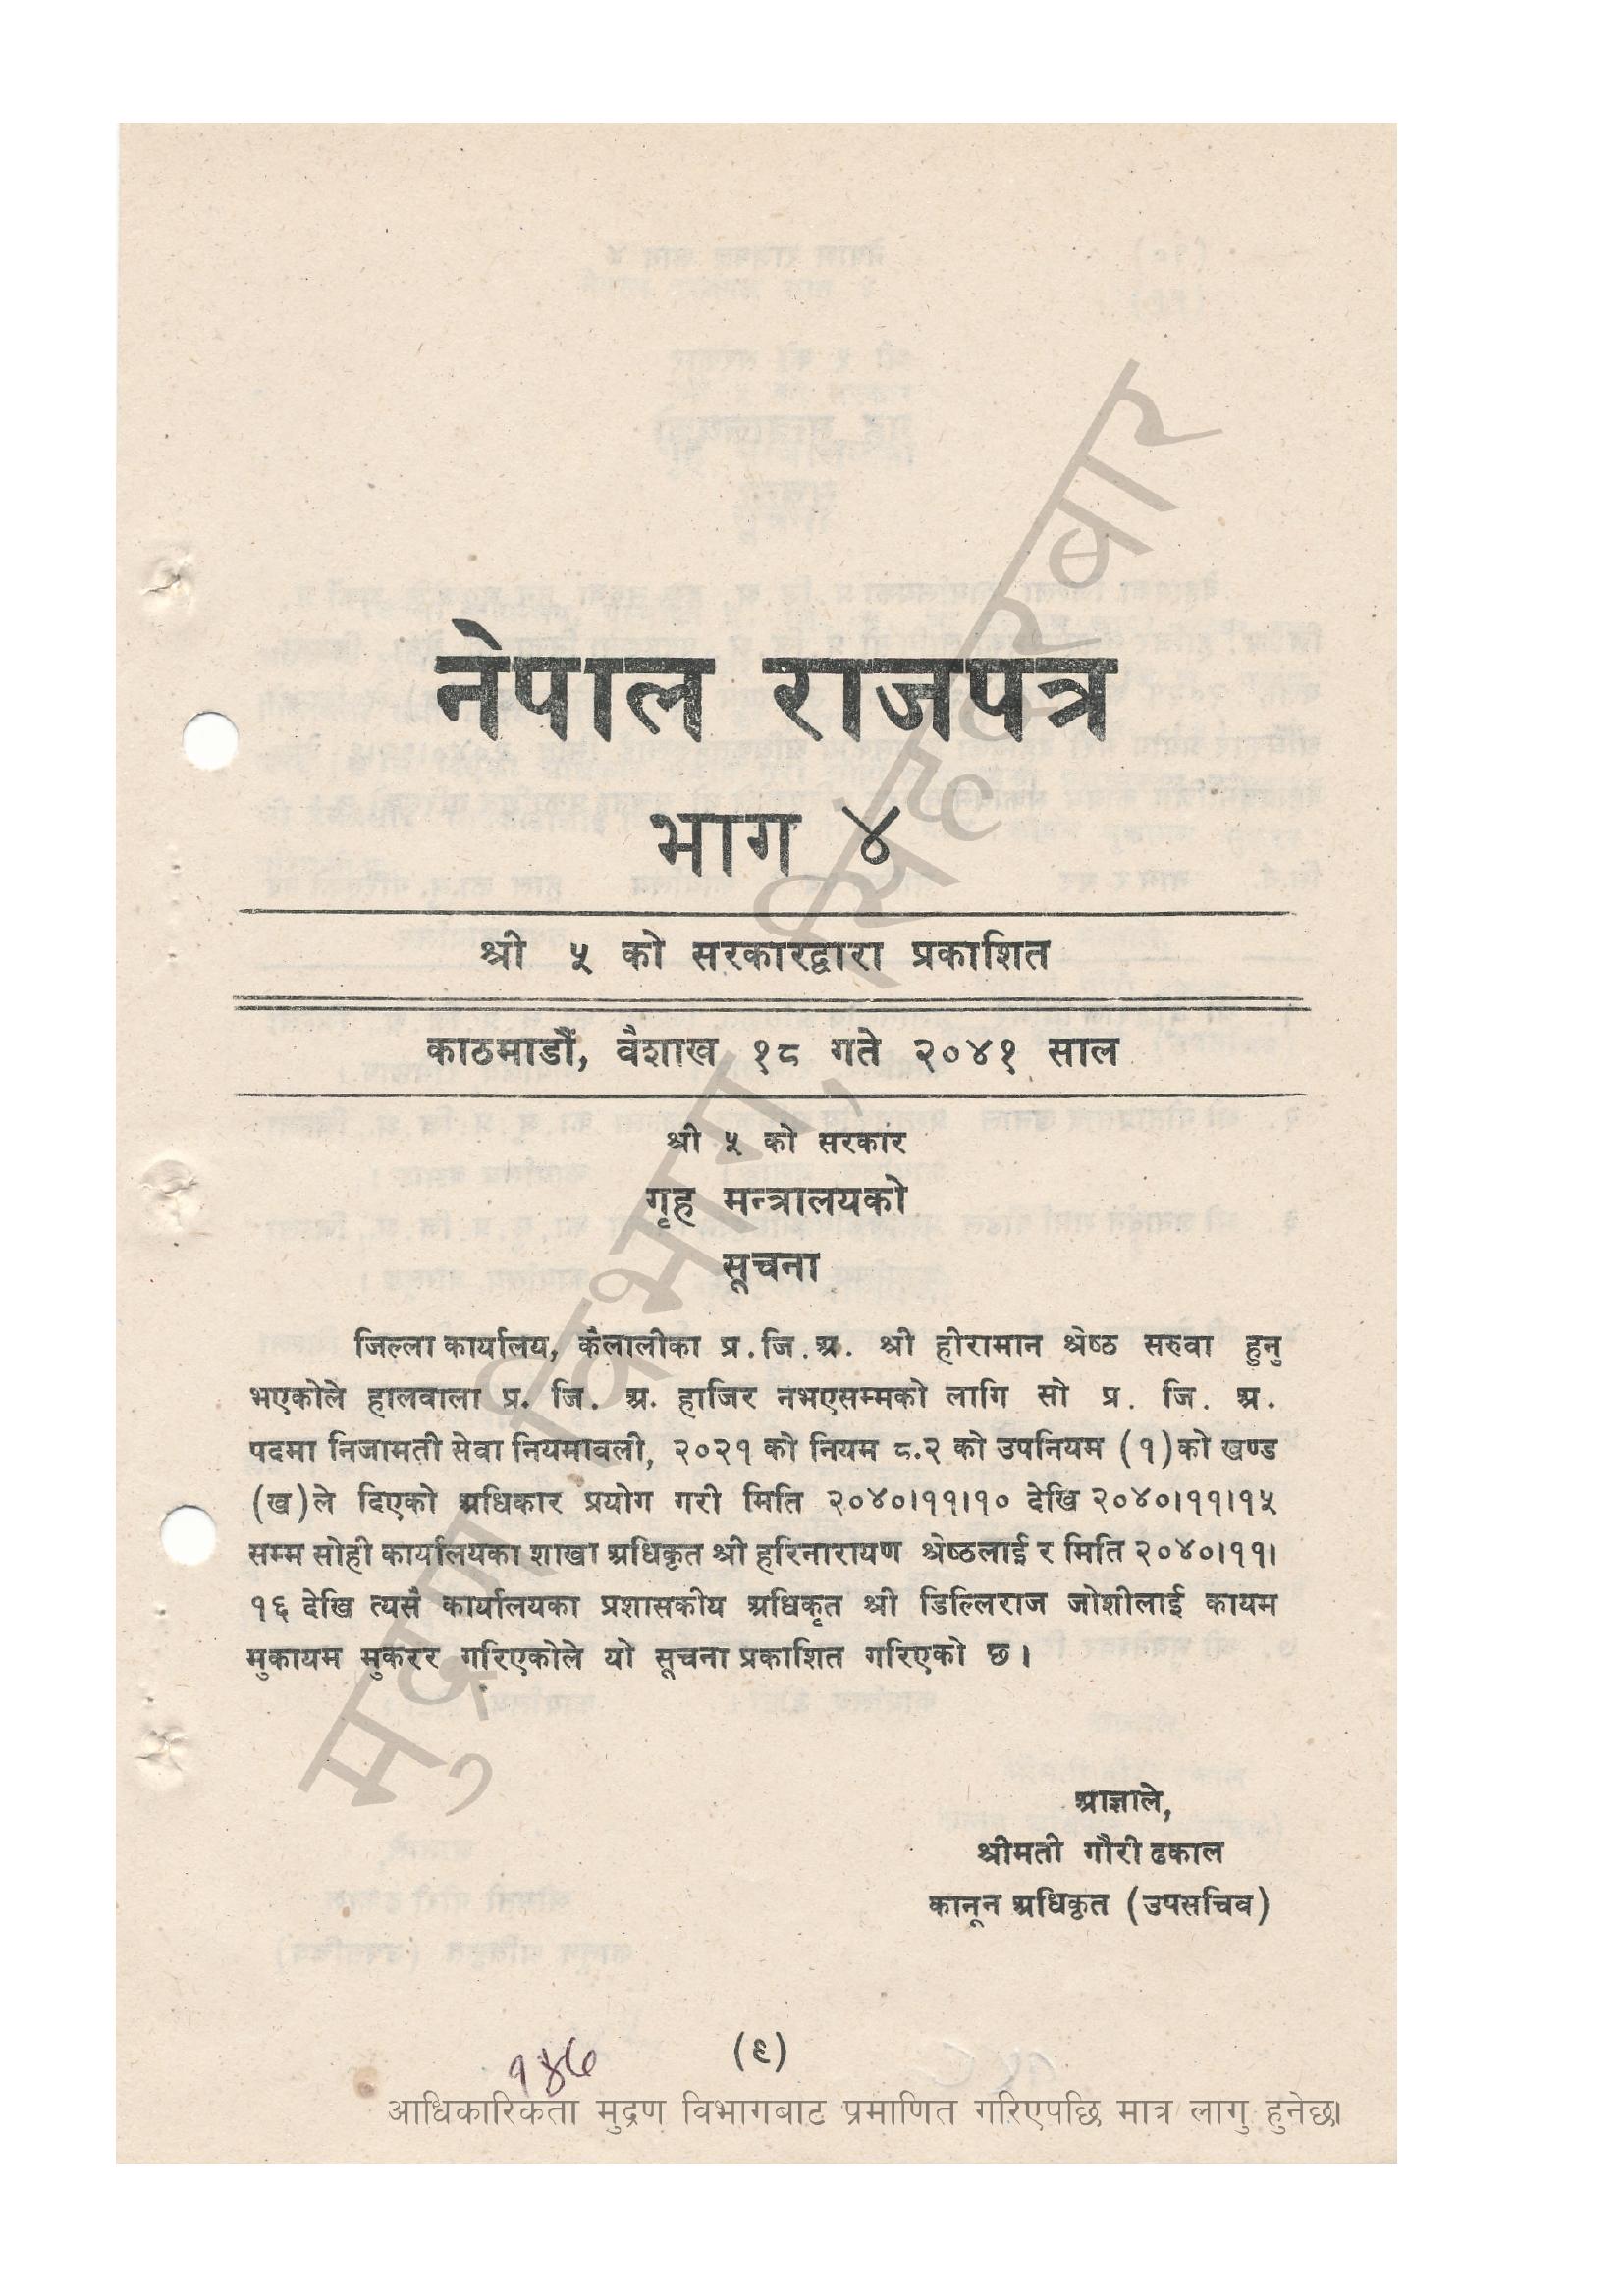 नेपाल राजपत्र
भाग ४
श्री ५ को सरकारद्वारा प्रकाशित
काठमाडौं, वैशाख १८ गते २०४१ साल
श्री ५ को सरकार
गृह मन्त्रालयको
सूचना
जिल्ला कार्यालय, कैलालीका प्र.जि.अ. श्री हीरामान श्रेष्ठ सरुवा हुनु
भएकोले हालवाला प्र. जि. अ. हाजिर नभएसम्मको लागि सो प्र. जि. अ.
पदमा निजामती सेवा नियमावली, २०२१ को नियम ८.२ को उपनियम (१)को खण्ड
(ख)ले दिएको अधिकार प्रयोग गरी मिति २०४०।११।१० देखि २०४०।११।१५
सम्म सोही कार्यालयका शाखा अधिकृत श्री हरिनारायण श्रेष्ठलाई र मिति २०४०।११।
१६ देखि त्यसै कार्यालयका प्रशासकीय अधिकृत श्री डिल्लिराज जोशीलाई कायम
मुकायम मुकरर गरिएकोले यो सूचना प्रकाशित गरिएको छ।
आज्ञाले,
श्रीमती गौरी ढकाल
कानून अधिकृत (उपसचिव)
(९)
१४७
आधिकारिकता मुद्रण विभागबाट प्रमाणित गरिएपछि मात्र लागु हुनेछ।
मुद्रण विभाग, सिंहदरबार